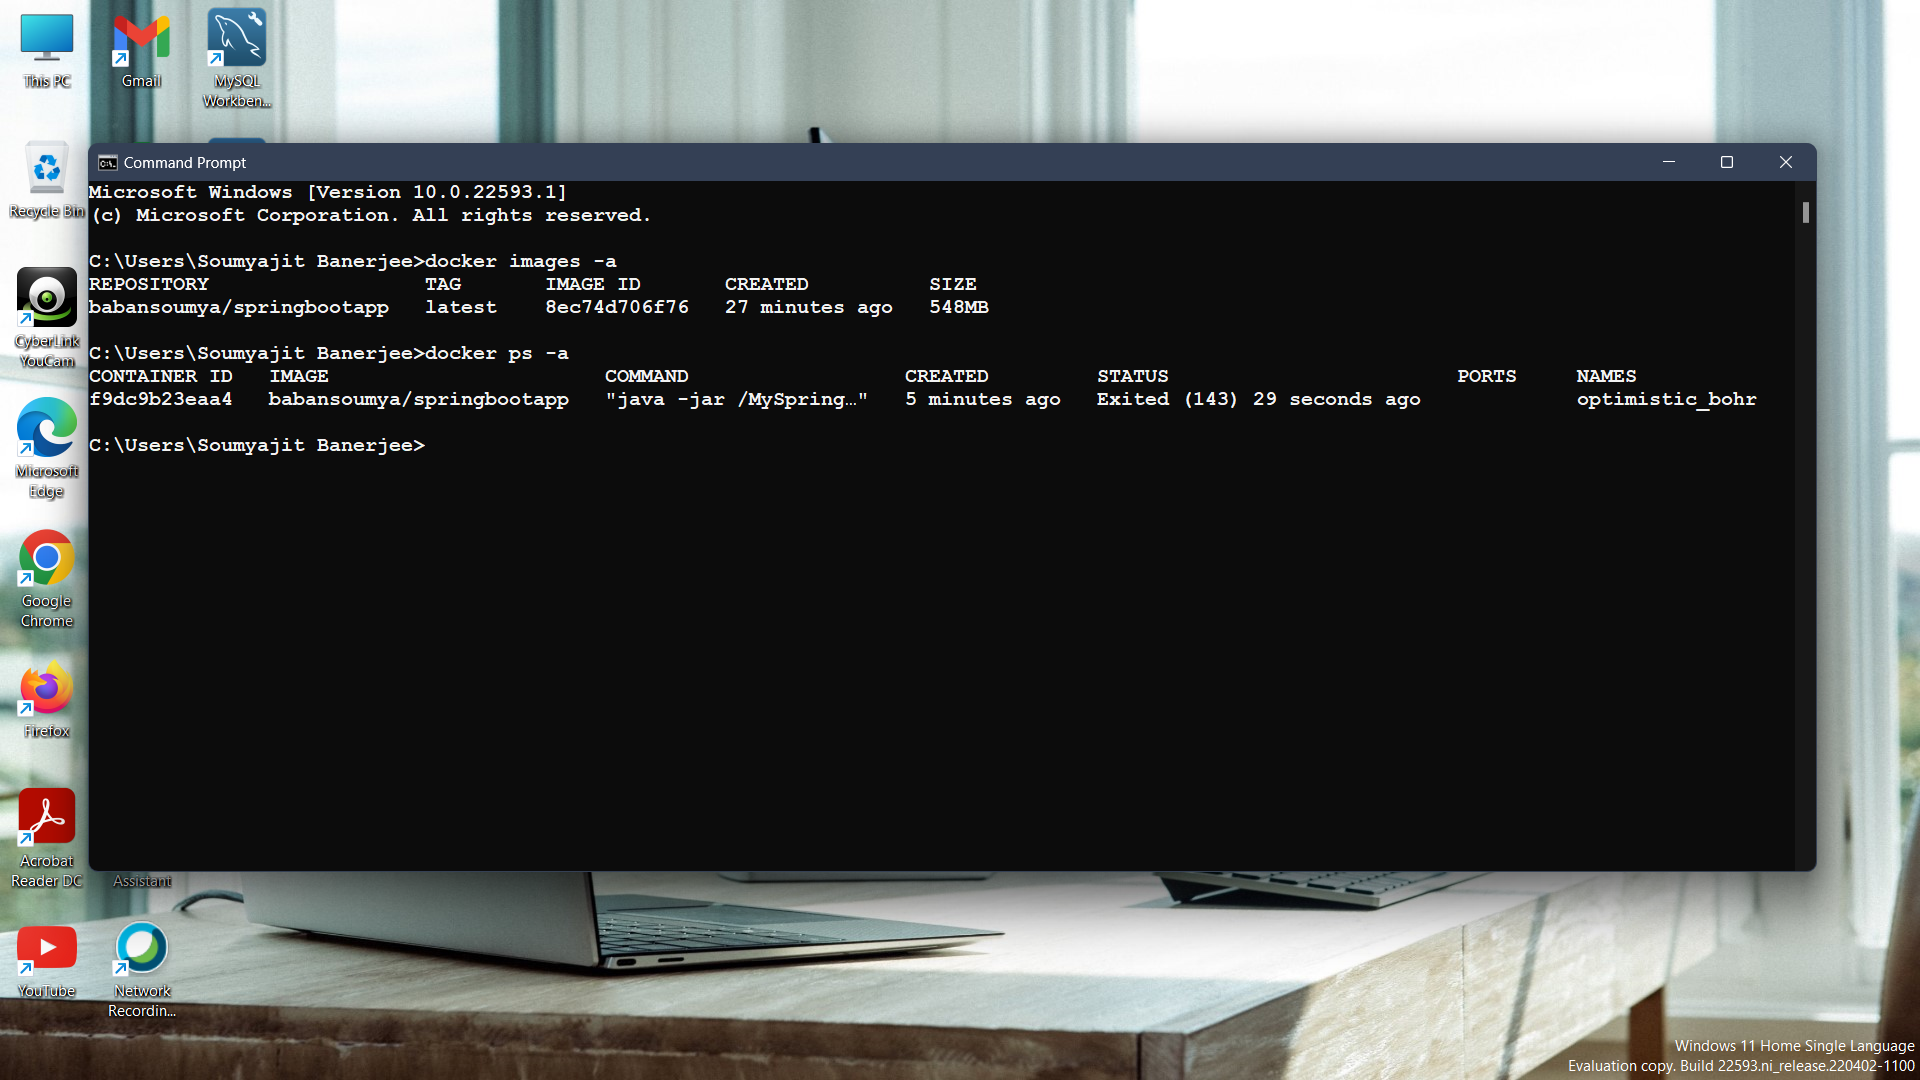 This PC
Gmail
MySQL
Workben...
Recycle Bin
CyberLink
YouCam
Microsoft
Edge
Google
Chrome
Firefox
Acrobat
Reader DC
Assistant
YouTube
Network
Recordin...
Command Prompt
Microsoft Windows [Version 10.0.22593.1]
(c) Microsoft Corporation. All rights reserved.
C:\Users\Soumyajit Banerjee>docker images -a
REPOSITORY TAG IMAGE ID CREATED SIZE
babansoumya/springbootapp latest 8ec74d706f76 27 minutes ago 548MB
C:\Users\Soumyajit Banerjee>docker ps -a
CONTAINER ID IMAGE COMMAND CREATED STATUS PORTS NAMES
f9dc9b23eaa4 babansoumya/springbootapp "java -jar /MySpring…" 5 minutes ago Exited (143) 29 seconds ago optimistic_bohr
C:\Users\Soumyajit Banerjee>
Windows 11 Home Single Language
Evaluation copy. Build 22593.ni_release.220402-1100